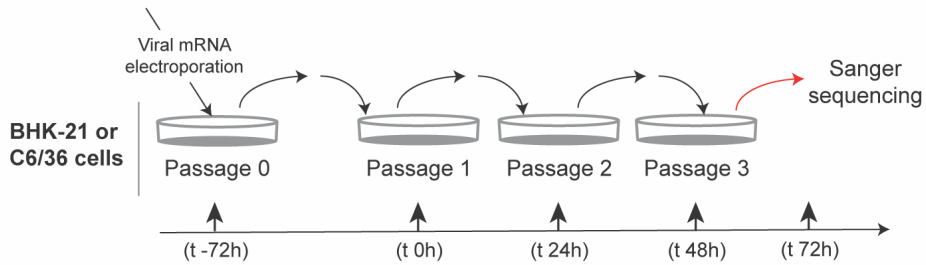 Viral mRNA
electroporation
Sanger
sequencing
BHK-21 or
C6/36 cells
Passage 0
Passage 1
Passage 2
Passage 3
(t -72h)
(t 0h)
(t 24h)
(t 48h)
(t 72h)